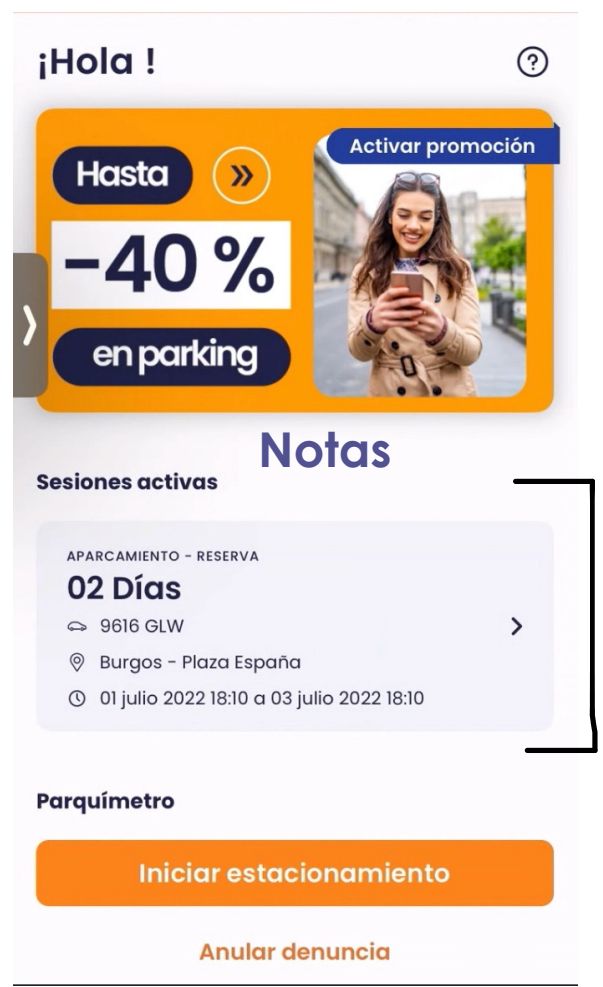 ¡Hola !
Activar promoción
Hasta
-40 %
en parking
Notas
Sesiones activas
APARCAMIENTO - RESERVA
02 Días
9616 GLW
Burgos - Plaza España
01 julio 2022 18:10 a 03 julio 2022 18:10
Parquímetro
Iniciar estacionamiento
Anular denuncia